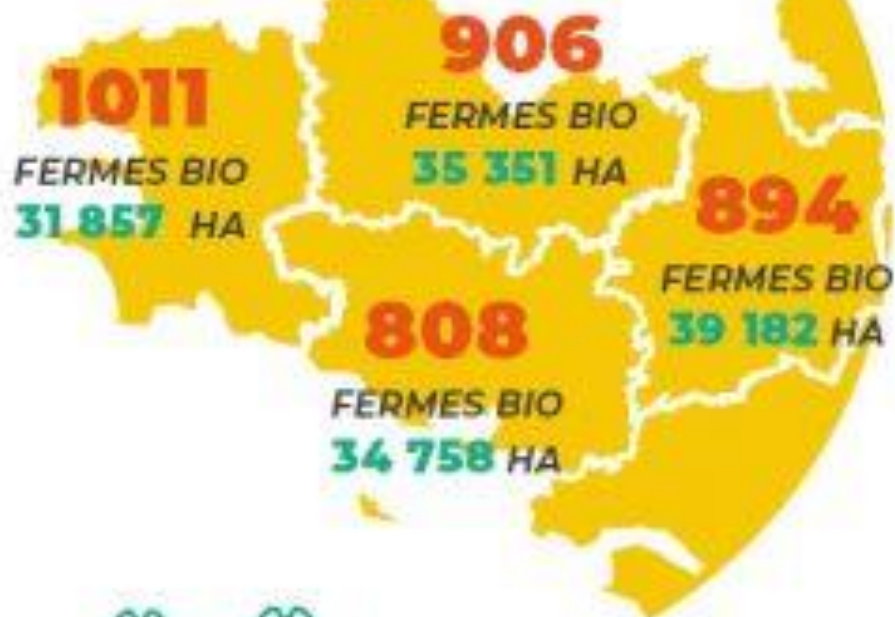 1011
FERMES BIO
31 857 HA
906
FERMES BIO
35 351 HA
894
FERMES BIO
39 182 HA
808
FERMES BIO
34 758 HA